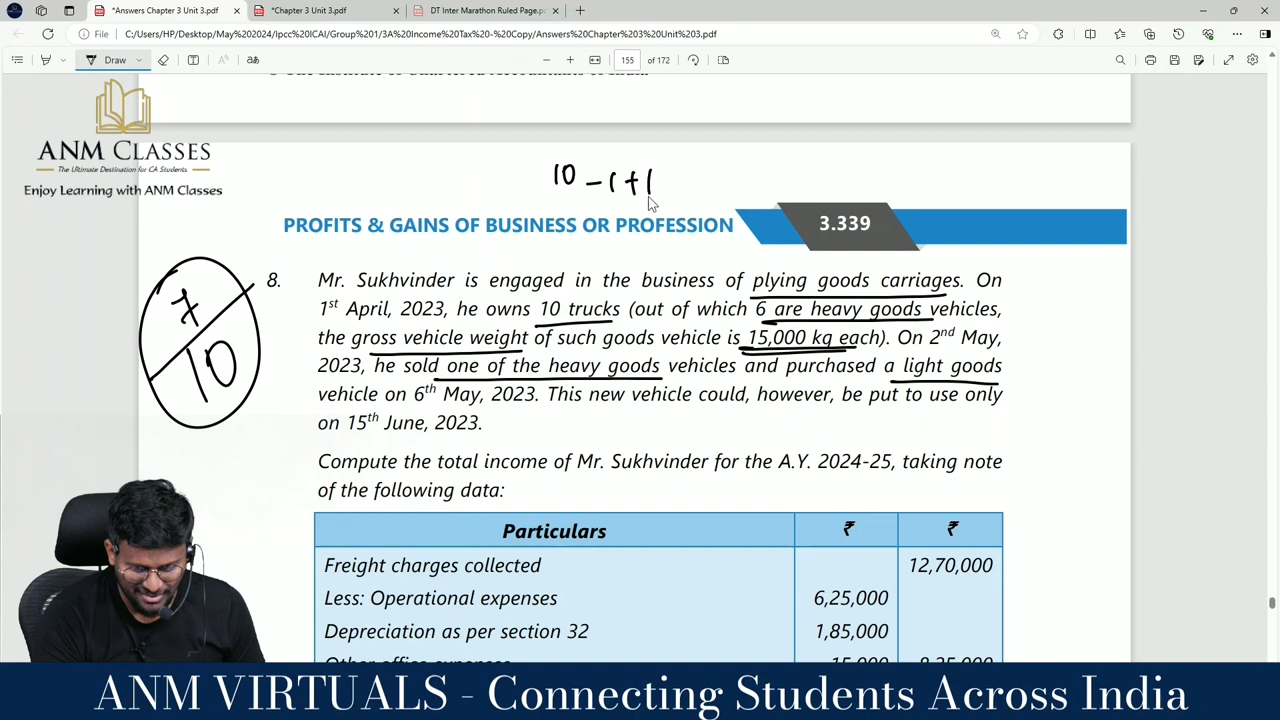 *Answers Chapter 3 Unit 3.pdf
*Chapter 3 Unit 3.pdf
DT Inter Marathon Ruled Page.p
File
C:/Users/HP/Desktop/May%202024/Ipcc%20ICAI/Group%201/3A%20Income%20Tax%20-%20Copy/Answers%20Chapter%203%20Unit%203.pdf
Draw
155 of 172
ANM CLASSES
The Ultimate Destination for CA Students
Enjoy Learning with ANM Classes
10 - 1 + 1
PROFITS & GAINS OF BUSINESS OR PROFESSION 3.339
7
10
8. Mr. Sukhvinder is engaged in the business of plying goods carriages. On
1st April, 2023, he owns 10 trucks (out of which 6 are heavy goods vehicles,
the gross vehicle weight of such goods vehicle is 15,000 kg each). On 2nd May,
2023, he sold one of the heavy goods vehicles and purchased a light goods
vehicle on 6th May, 2023. This new vehicle could, however, be put to use only
on 15th June, 2023.
Compute the total income of Mr. Sukhvinder for the A.Y. 2024-25, taking note
of the following data:
Particulars ₹ ₹
Freight charges collected 12,70,000
Less: Operational expenses 6,25,000
Depreciation as per section 32 1,85,000
Other office expenses 15,000 8,25,000
ANM VIRTUALS - Connecting Students Across India